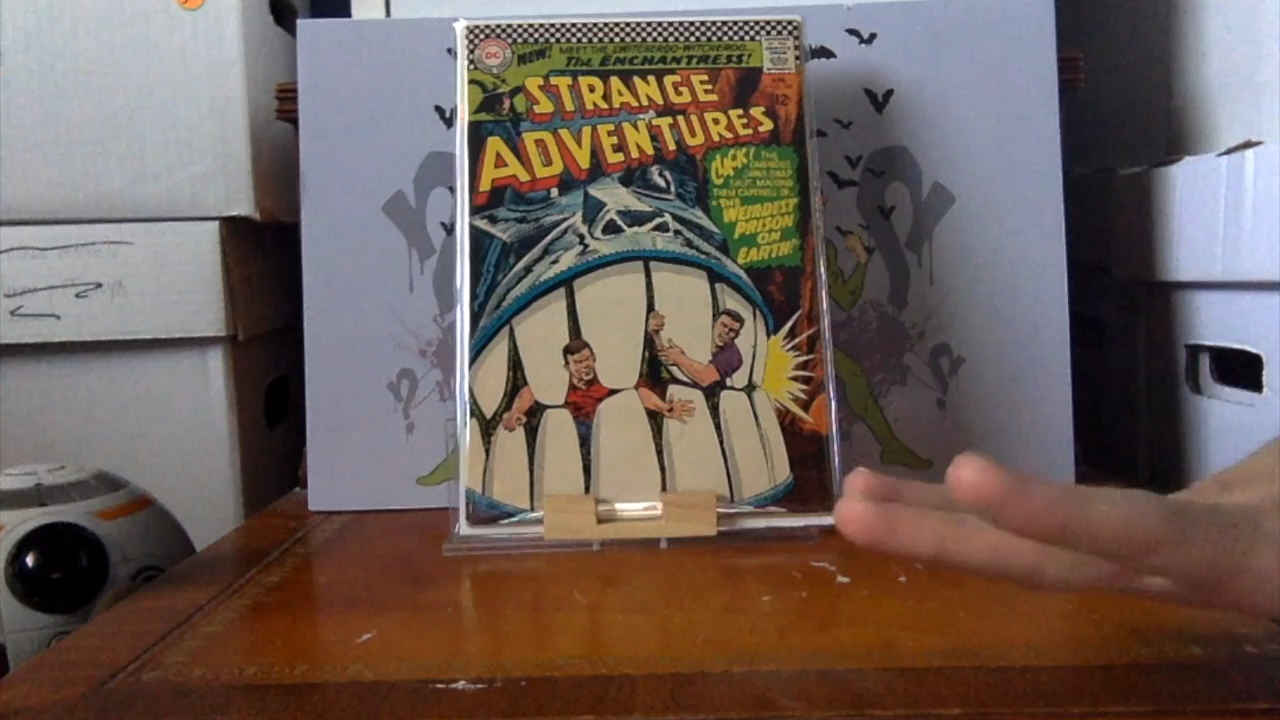 DC
NEW! MEET THE SWITCHEROO-WITCHEROO...
THE ENCHANTRESS!
STRANGE
ADVENTURES
12¢
CLICK! THE
OMINOUS
JAWS SNAP
SHUT, MAKING
THEM CAPTIVES OF...
"THE
WEIRDEST
PRISON
ON
EARTH!"
?
?